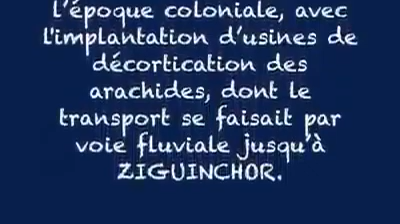 l'époque coloniale, avec
l'implantation d'usines de
décortication des
arachides, dont le
transport se faisait par
voie fluviale jusqu'à
ZIGUINCHOR.